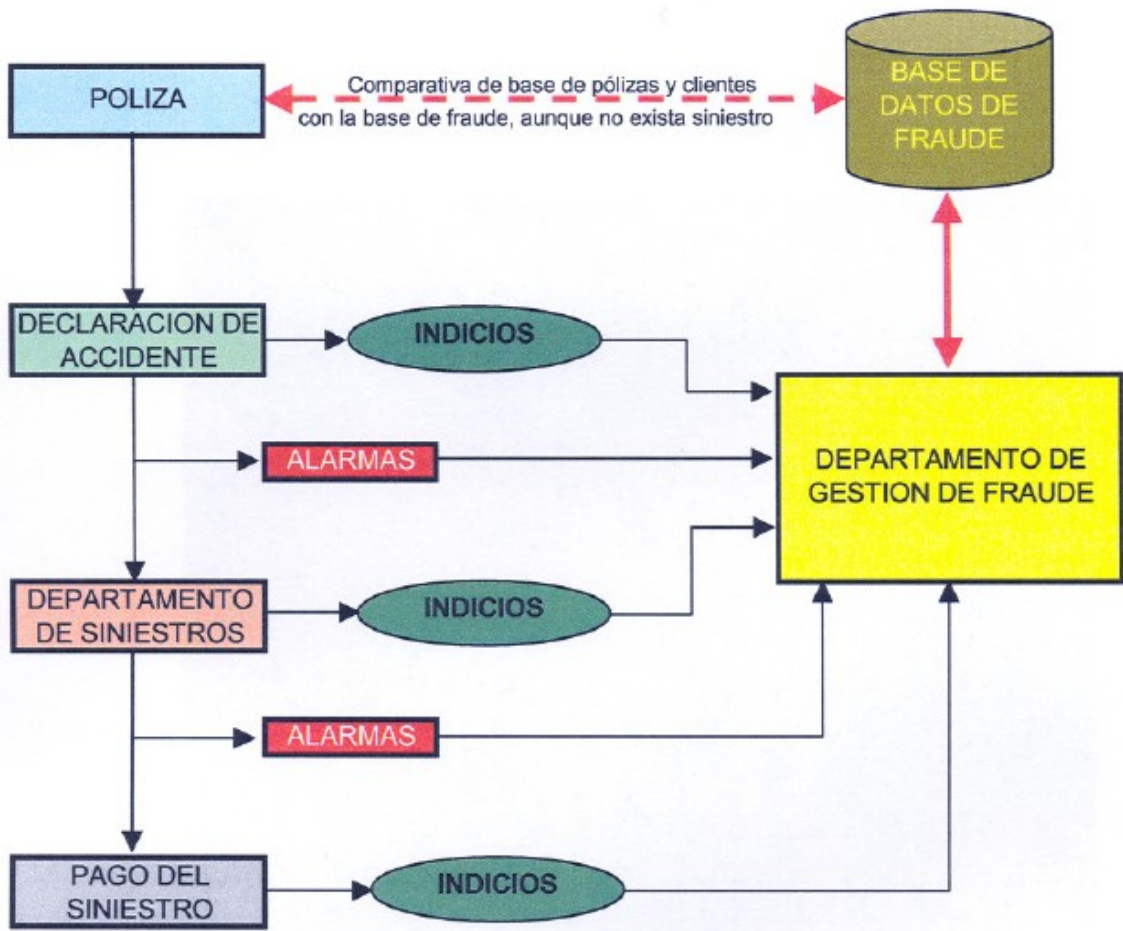 POLIZA
Comparativa de base de pólizas y clientes
con la base de fraude, aunque no exista siniestro
BASE DE
DATOS DE
FRAUDE
DECLARACION DE
ACCIDENTE
INDICIOS
ALARMAS
DEPARTAMENTO DE
GESTION DE FRAUDE
DEPARTAMENTO
DE SINIESTROS
INDICIOS
ALARMAS
PAGO DEL
SINIESTRO
INDICIOS